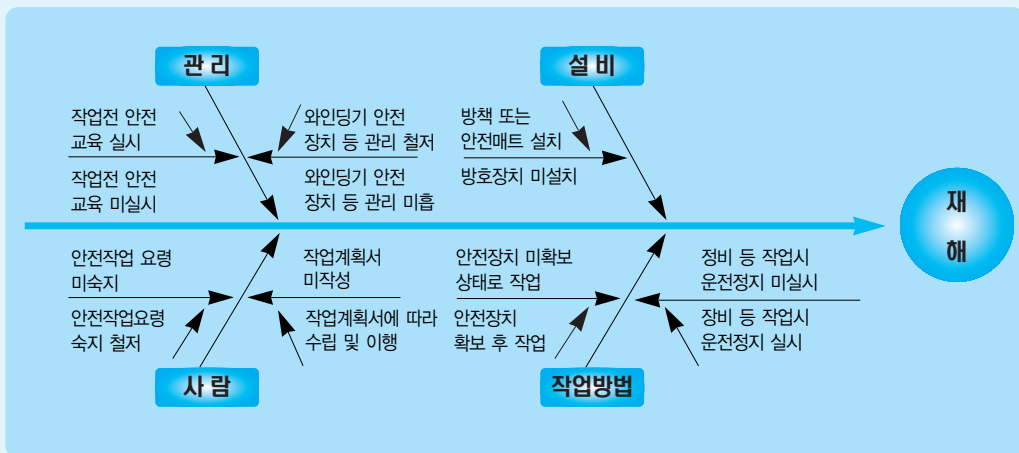 관 리
설 비
작업전 안전
교육 실시
와인딩기 안전
장치 등 관리 철저
방책 또는
안전매트 설치
작업전 안전
교육 미실시
와인딩기 안전
장치 등 관리 미흡
방호장치 미설치
재
해
안전작업 요령
미숙지
작업계획서
미작성
안전장치 미확보
상태로 작업
정비 등 작업시
운전정지 미실시
안전작업요령
숙지 철저
작업계획서에 따라
수립 및 이행
안전장치
확보 후 작업
장비 등 작업시
운전정지 실시
사 람
작업방법